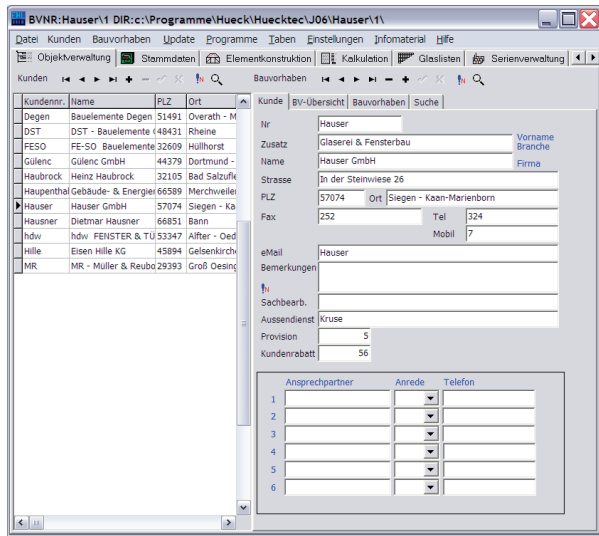 BVNR:Hauser\1 DIR:c:\Programme\Hueck\Huecktec\J06\Hauser\1\
Datei Kunden Bauvorhaben Update Programme Taben Einstellungen Infomaterial Hilfe
Objektverwaltung Stammdaten Elementkonstruktion Kalkulation Glaslisten Serienverwaltung
Kunden N Bauvorhaben N
Kundennr. Name PLZ Ort
Degen Bauelemente Degen 51491 Overath - M
DST DST - Bauelemente 48431 Rheine
FESO FE-SO Bauelemente 32609 Hüllhorst
Gülenc Gülenc GmbH 44379 Dortmund -
Haubrock Heinz Haubrock 32105 Bad Salzufle
Haupenthal Gebäude- & Energier 66589 Merchweiler
Hauser Hauser GmbH 57074 Siegen - Ka
Hausner Dietmar Hausner 66851 Bann
hdw hdw FENSTER & TÜ 53347 Alfter - Oed
Hille Eisen Hille KG 45894 Gelsenkirch
MR MR - Müller & Reubo 29393 Groß Oesing
Kunde BV-Übersicht Bauvorhaben Suche
Nr Hauser
Zusatz Glaserei & Fensterbau Vorname
Branche
Name Hauser GmbH Firma
Strasse In der Steinwiese 26
PLZ 57074 Ort Siegen - Kaan-Marienborn
Fax 252 Tel 324
Mobil 7
eMail Hauser
Bemerkungen
N
Sachbearb.
Aussendienst Kruse
Provision 5
Kundenrabatt 56
Ansprechpartner Anrede Telefon
1
2
3
4
5
6